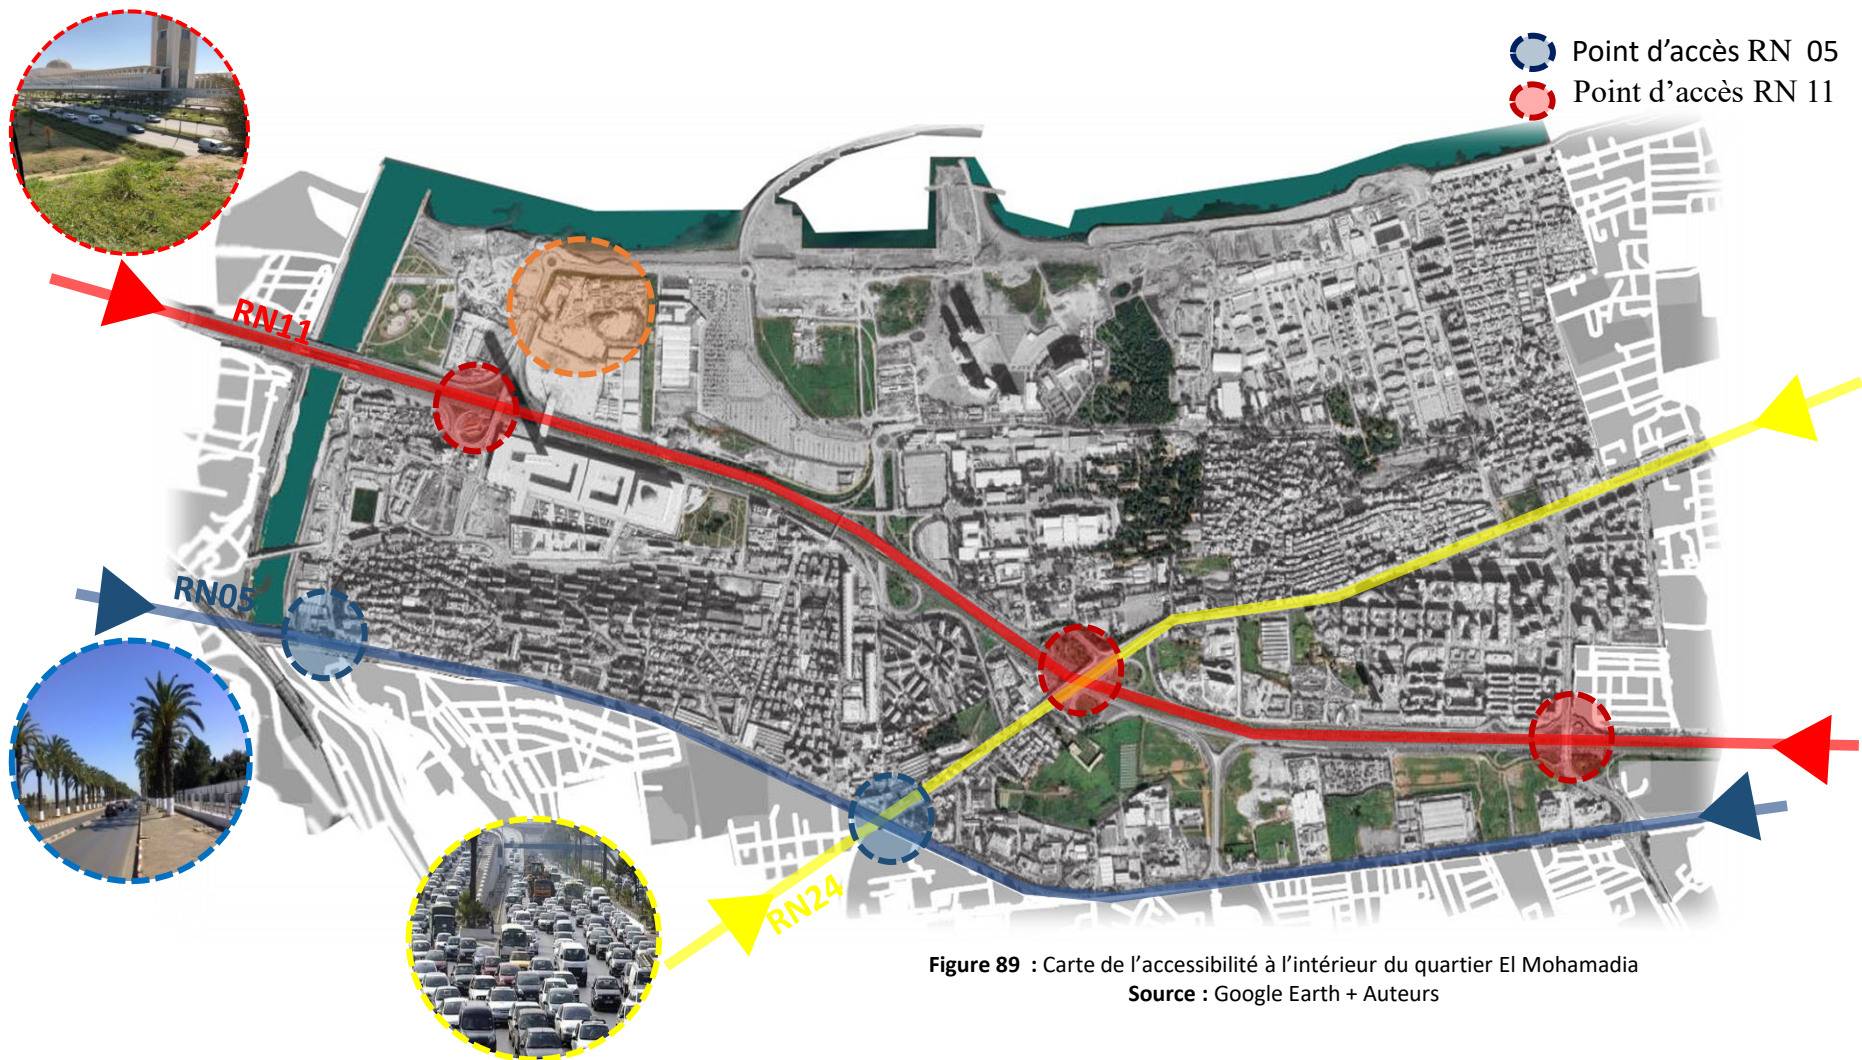 Point d’accès RN 05
Point d’accès RN 11
RN11
RN05
RN24
Figure 89 : Carte de l’accessibilité à l’intérieur du quartier El Mohamadia
Source : Google Earth + Auteurs